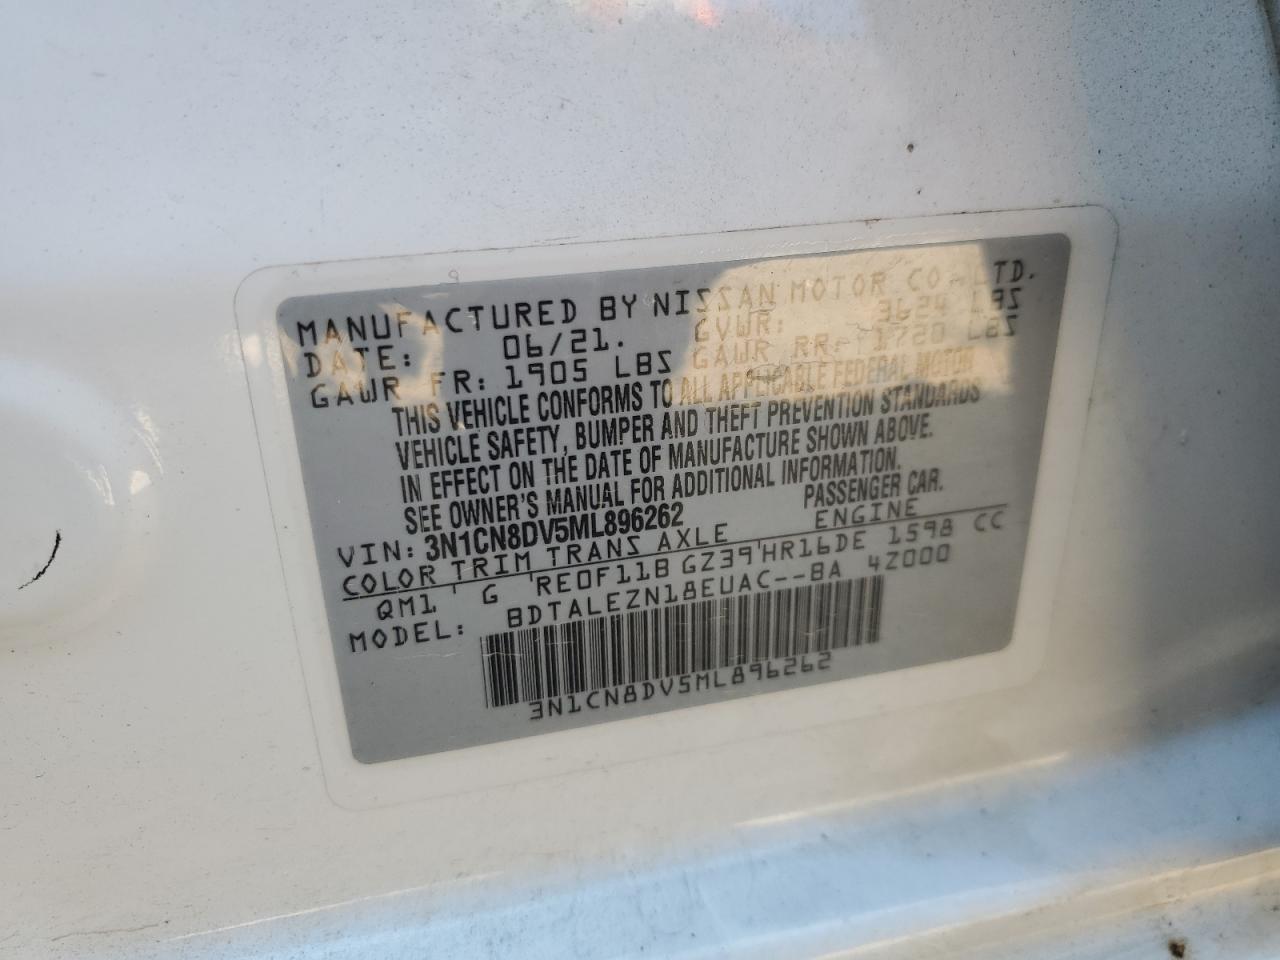 MANUFACTURED BY NISSAN MOTOR CO.,LTD.
DATE: 06/21. GVWR: 3624 LBS
GAWR FR: 1905 LBS GAWR RR: 1720 LBS
THIS VEHICLE CONFORMS TO ALL APPLICABLE FEDERAL MOTOR
VEHICLE SAFETY, BUMPER AND THEFT PREVENTION STANDARDS
IN EFFECT ON THE DATE OF MANUFACTURE SHOWN ABOVE.
SEE OWNER'S MANUAL FOR ADDITIONAL INFORMATION.
VIN: 3N1CN8DV5ML896262 PASSENGER CAR.
COLOR TRIM TRANS AXLE ENGINE
QM1 ' G 'RE0F11B GZ39'HR16DE 1598 CC
MODEL: BDTALEZN18EUAC--BA 4Z000
3N1CN8DV5ML896262